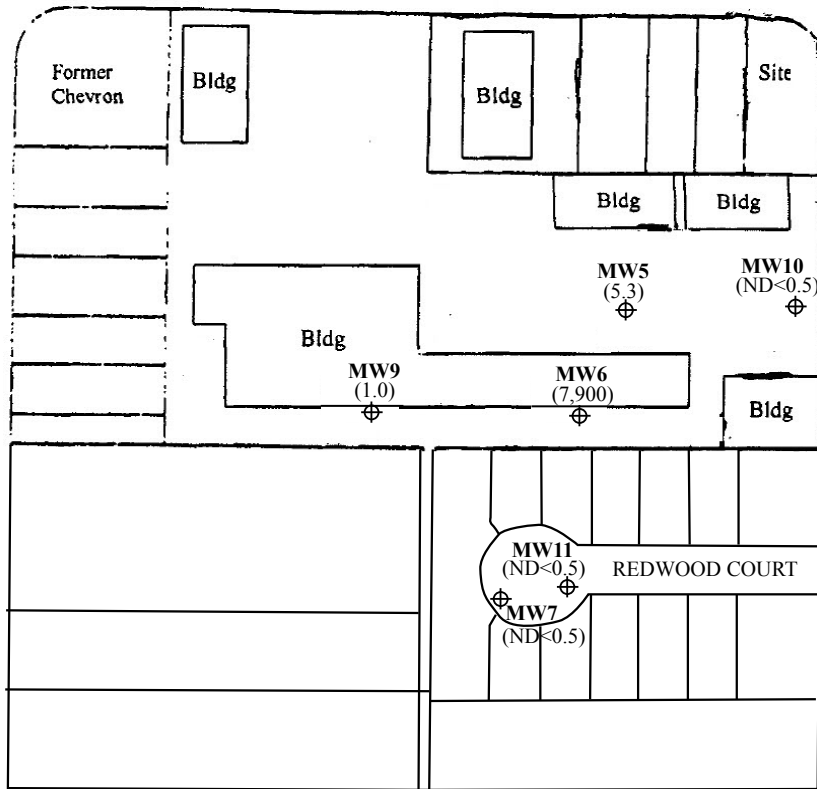 Former
Chevron
Bldg
Bldg
Site
Bldg
Bldg
MW5
(5.3)
MW10
(ND<0.5)
Bldg
MW9
(1.0)
MW6
(7,900)
Bldg
MW11
(ND<0.5)
REDWOOD COURT
MW7
(ND<0.5)